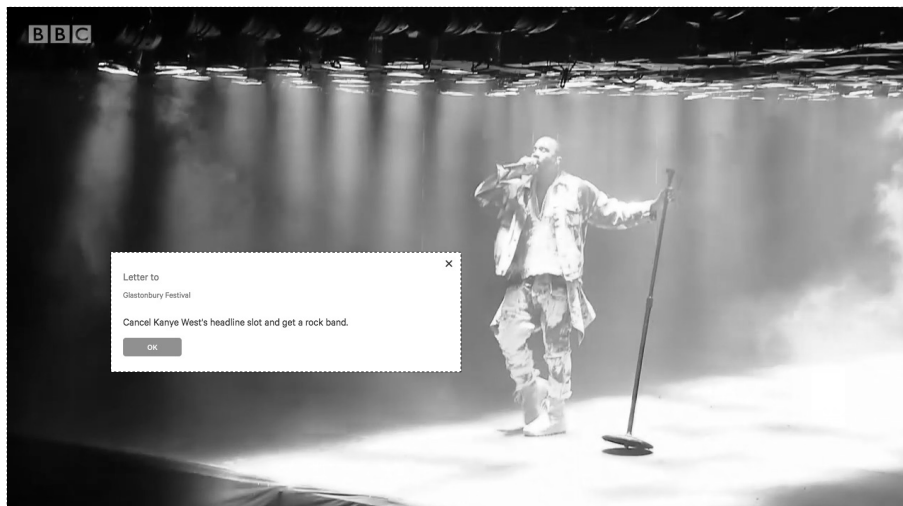 BBC
Letter to
Glastonbury Festival
Cancel Kanye West's headline slot and get a rock band.
OK